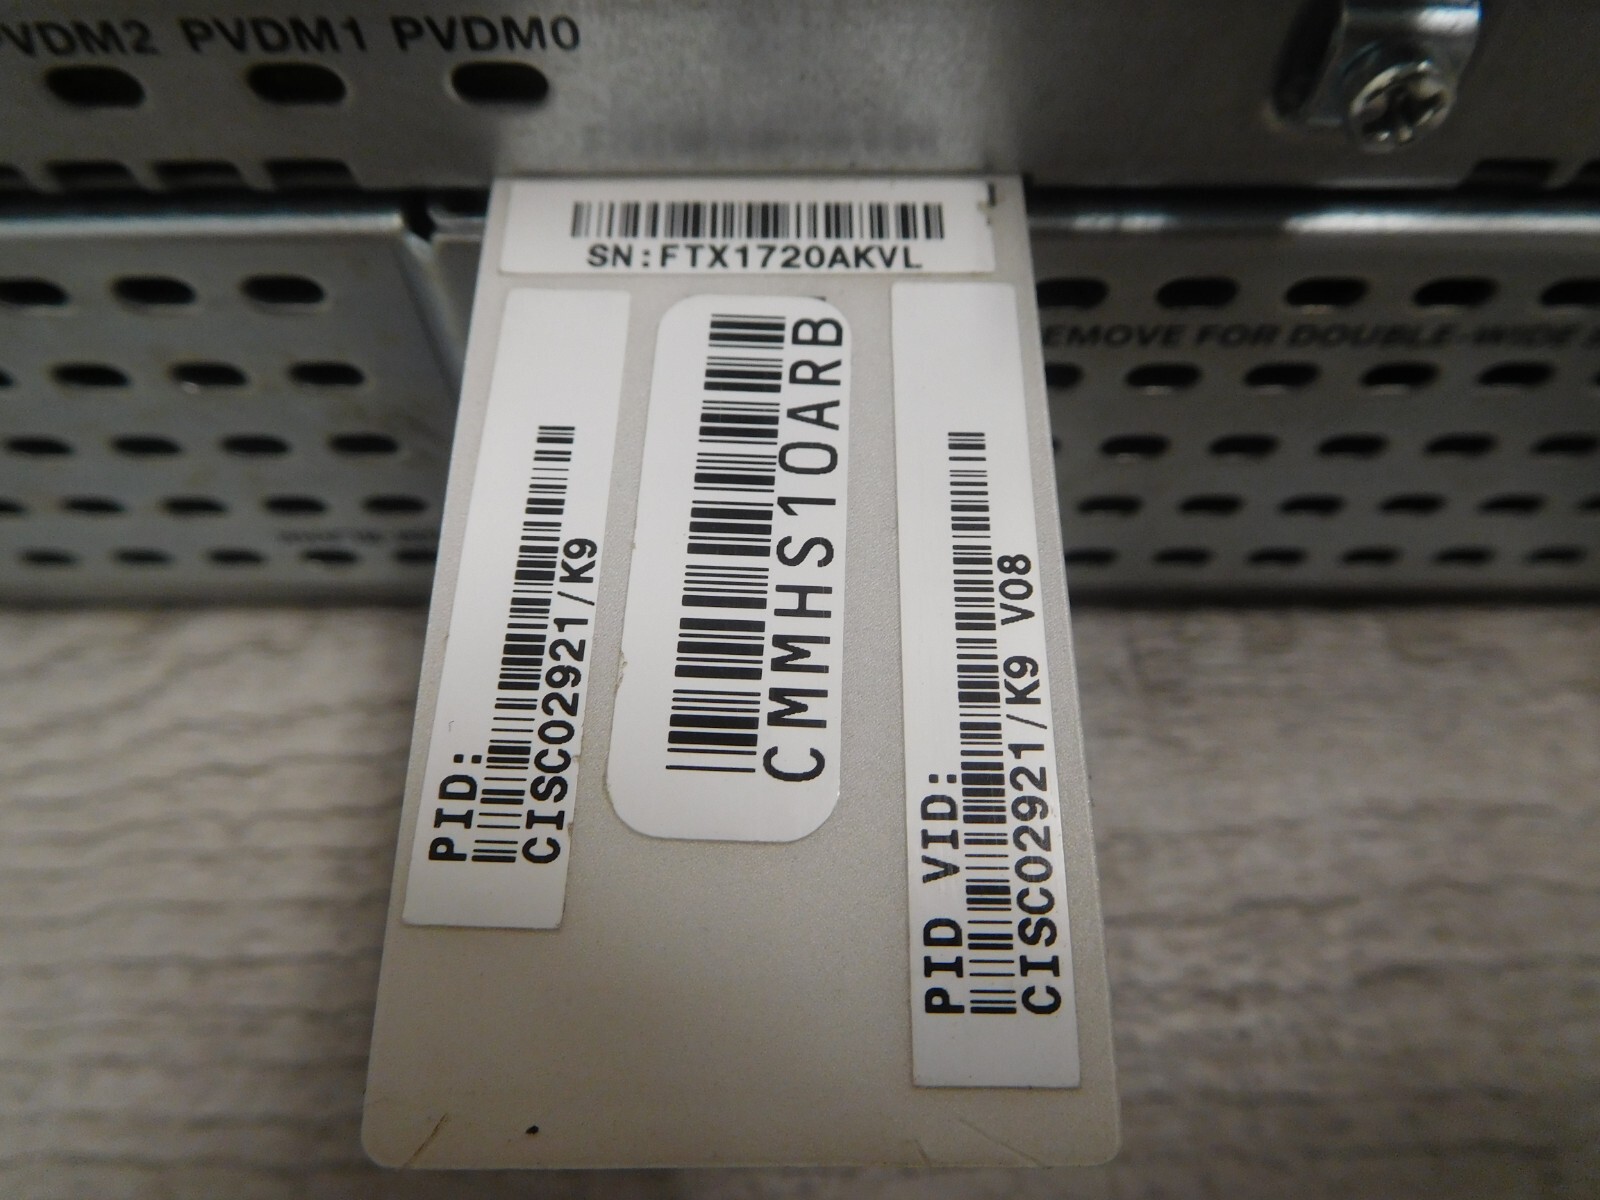 PVDM2 PVDM1 PVDM0
SN:FTX1720AKVL
EMOVE FOR DOUBLE-WIDE
PID:
CISCO2921/K9
CMMHS10ARB
PID VID:
CISCO2921/K9 V08